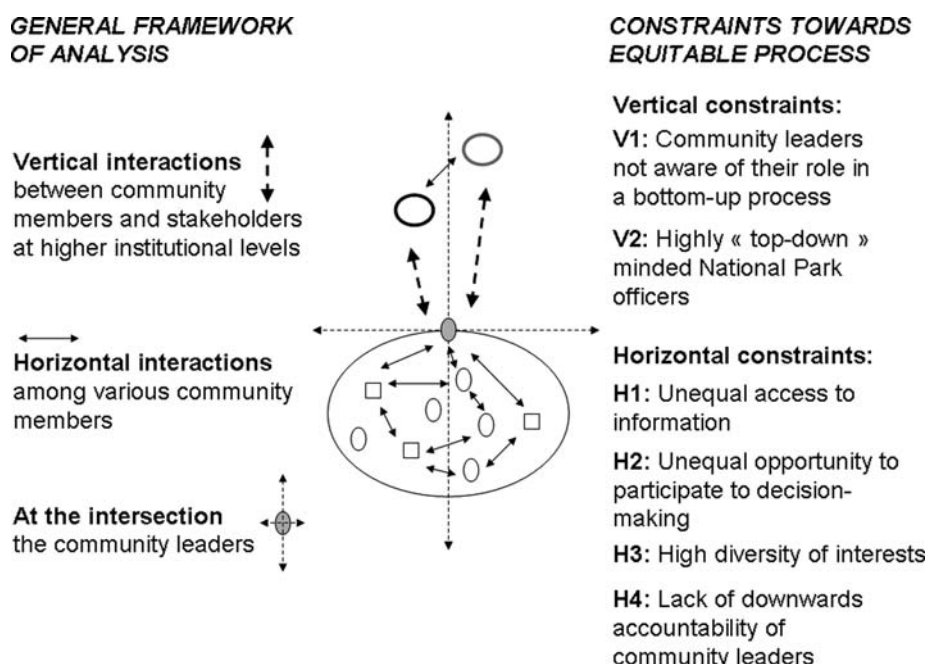 GENERAL FRAMEWORK
OF ANALYSIS
Vertical interactions
between community
members and stakeholders
at higher institutional levels
Horizontal interactions
among various community
members
At the intersection
the community leaders
CONSTRAINTS TOWARDS
EQUITABLE PROCESS
Vertical constraints:
V1: Community leaders
not aware of their role in
a bottom-up process
V2: Highly « top-down »
minded National Park
officers
Horizontal constraints:
H1: Unequal access to
information
H2: Unequal opportunity to
participate to decision-
making
H3: High diversity of interests
H4: Lack of downwards
accountability of
community leaders